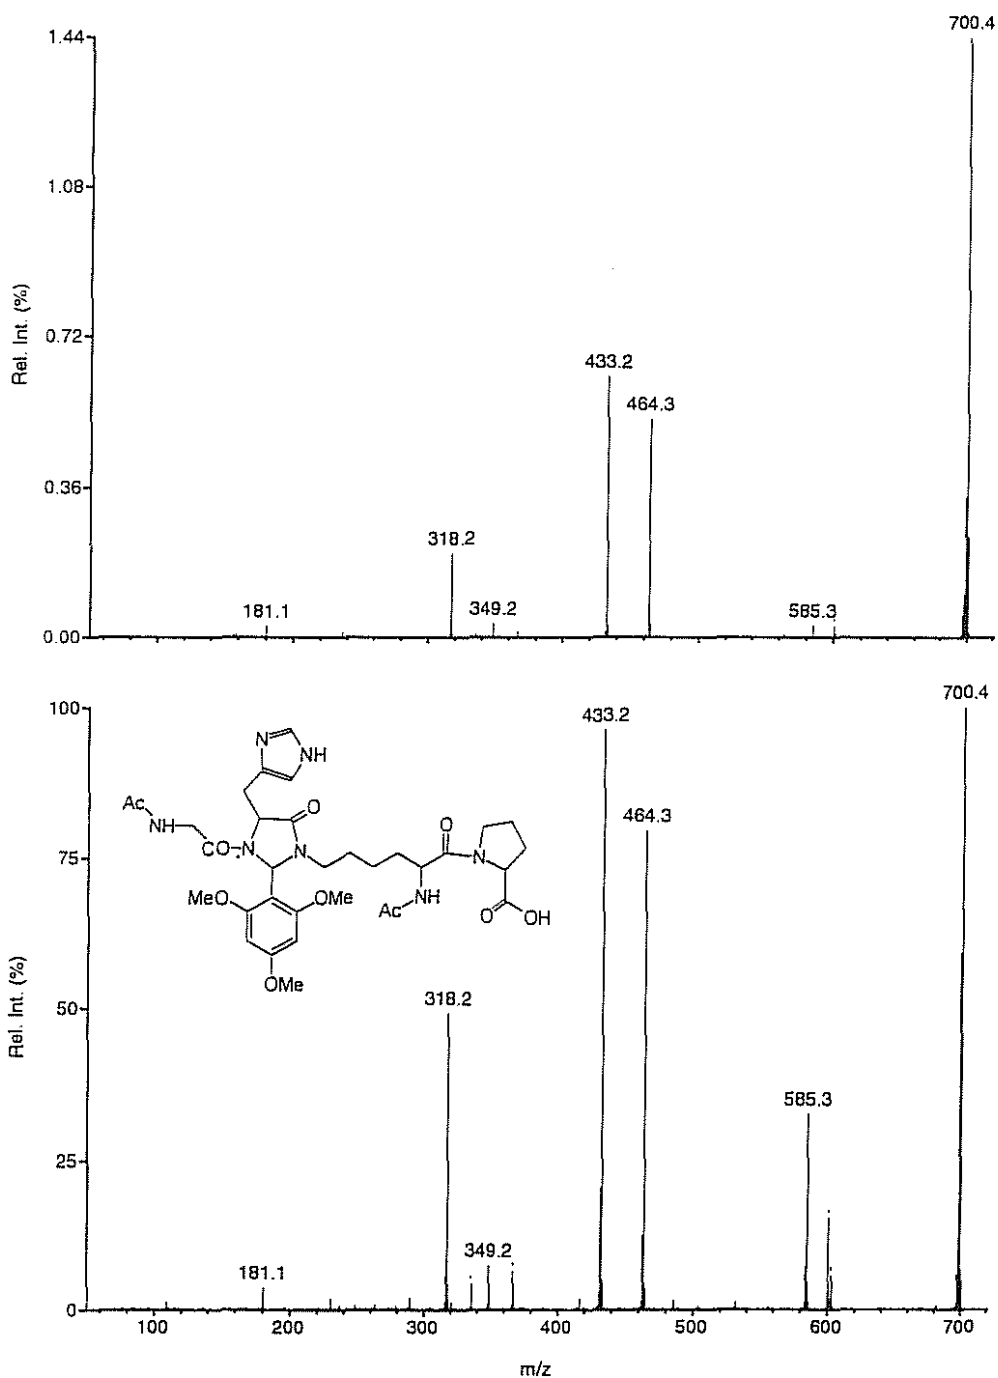 700.4
1.44
1.08
0.72
0.36
0.00
Rel. Int. (%)
433.2
464.3
318.2
181.1
349.2
585.3
700.4
100
75
50
25
0
Rel. Int. (%)
433.2
464.3
318.2
585.3
349.2
181.1
N
NH
Ac
NH
O
CO
N
N
O
N
MeO
OMe
Ac
NH
O
OH
OMe
100
200
300
400
500
600
700
m/z